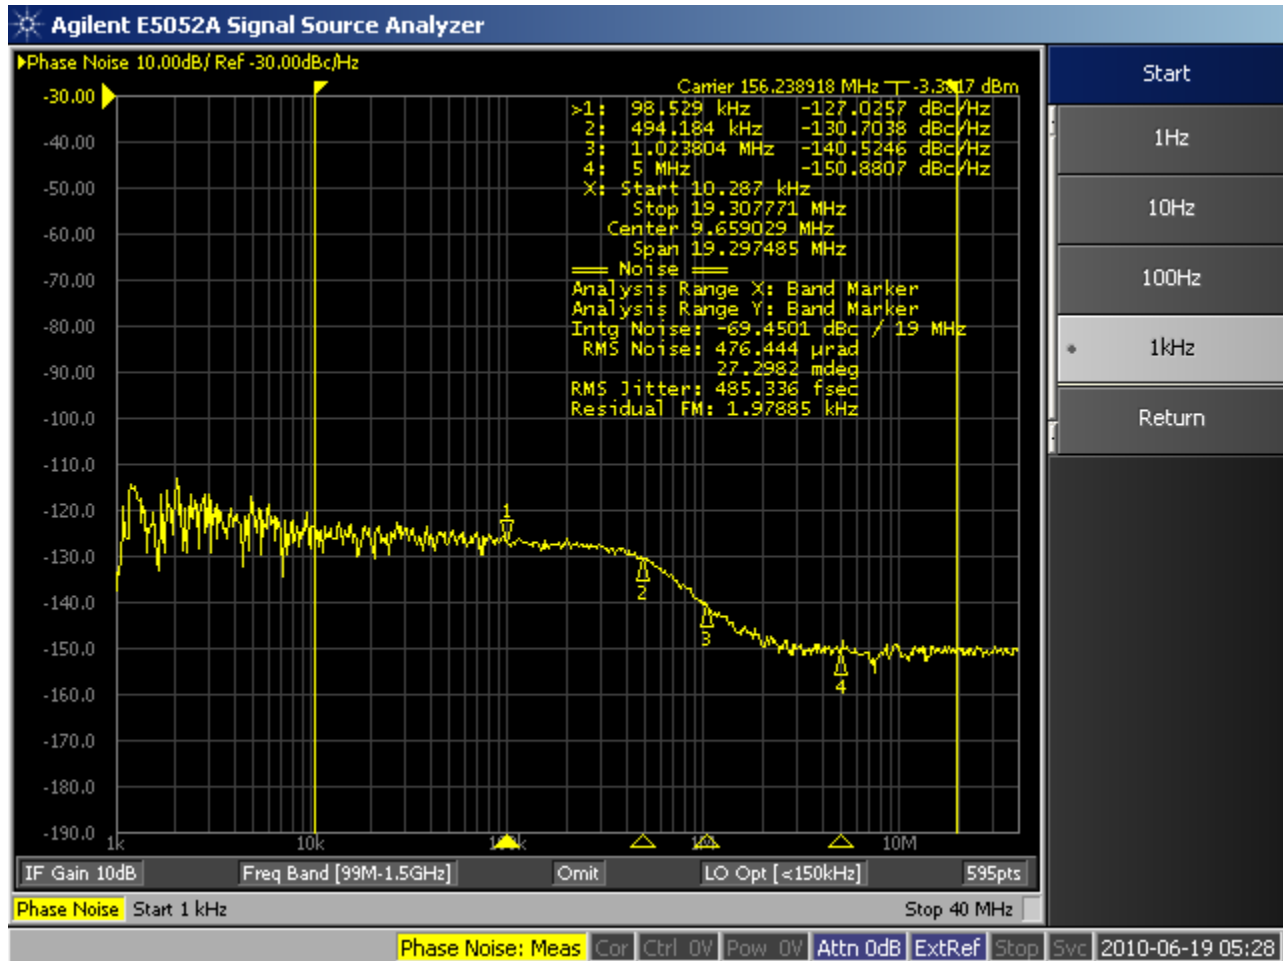 Agilent E5052A Signal Source Analyzer
Phase Noise 10.00dB/ Ref -30.00dBc/Hz
Carrier 156.238918 MHz -3.3617 dBm
>1: 98.529 kHz -127.0257 dBc/Hz
2: 494.184 kHz -130.7038 dBc/Hz
3: 1.023804 MHz -140.5246 dBc/Hz
4: 5 MHz -150.8807 dBc/Hz
X: Start 10.287 kHz
Stop 19.307771 MHz
Center 9.659029 MHz
Span 19.297485 MHz
=== Noise ===
Analysis Range X: Band Marker
Analysis Range Y: Band Marker
Intg Noise: -69.4501 dBc / 19 MHz
RMS Noise: 476.444 µrad
27.2982 mdeg
RMS Jitter: 485.336 fsec
Residual FM: 1.97885 kHz
-30.00
-40.00
-50.00
-60.00
-70.00
-80.00
-90.00
-100.0
-110.0
-120.0
-130.0
-140.0
-150.0
-160.0
-170.0
-180.0
-190.0
1
2
3
4
1k 10k 100k 1M 10M
IF Gain 10dB Freq Band [99M-1.5GHz] Omit LO Opt [<150kHz] 595pts
Phase Noise Start 1 kHz Stop 40 MHz
Start
1Hz
10Hz
100Hz
1kHz
Return
Phase Noise: Meas Cor Ctrl 0V Pow 0V Attn 0dB ExtRef Stop Svc 2010-06-19 05:28